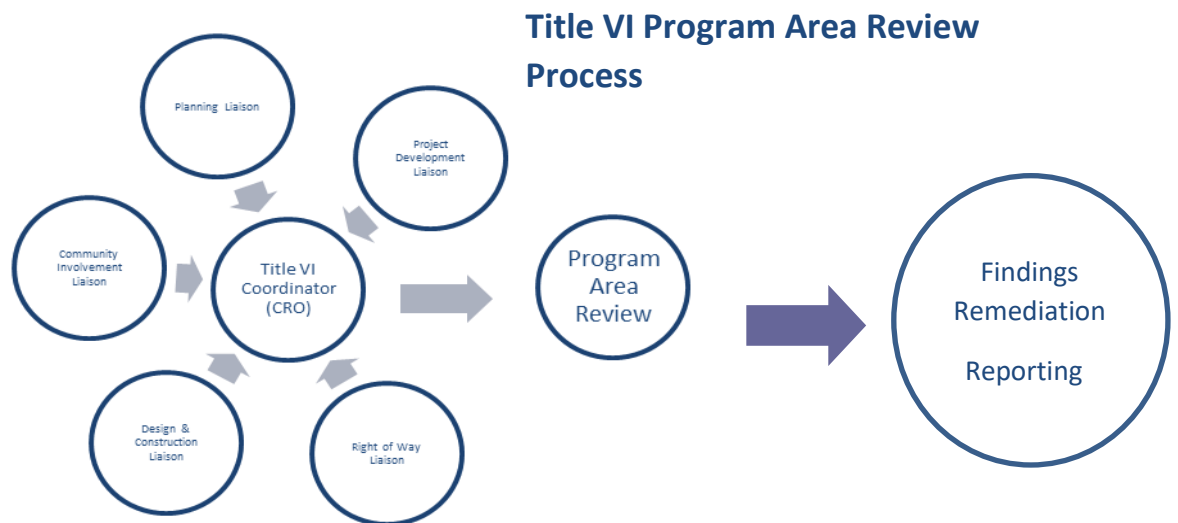 Title VI Program Area Review
Process
Planning Liaison
Project
Development
Liaison
Community
Involvement
Liaison
Title VI
Coordinator
(CRO)
Program
Area
Review
Findings
Remediation
Reporting
Design &
Construction
Liaison
Right of Way
Liaison